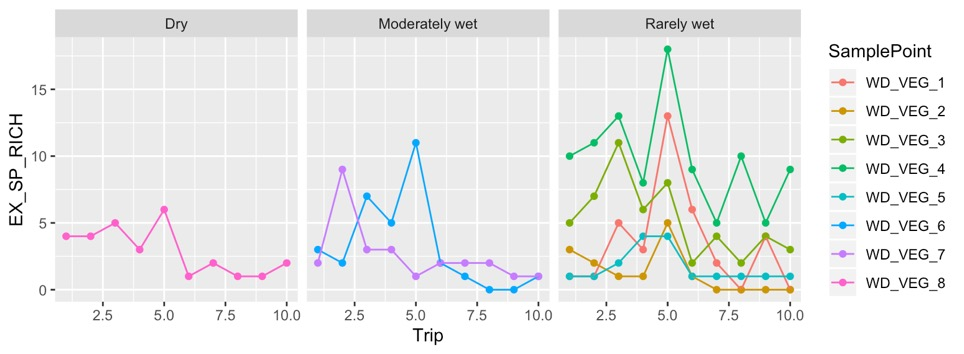 Dry Moderately wet Rarely wet
SamplePoint
WD_VEG_1
WD_VEG_2
WD_VEG_3
WD_VEG_4
WD_VEG_5
WD_VEG_6
WD_VEG_7
WD_VEG_8
EX_SP_RICH
15
10
5
0
2.5 5.0 7.5 10.0 2.5 5.0 7.5 10.0 2.5 5.0 7.5 10.0
Trip